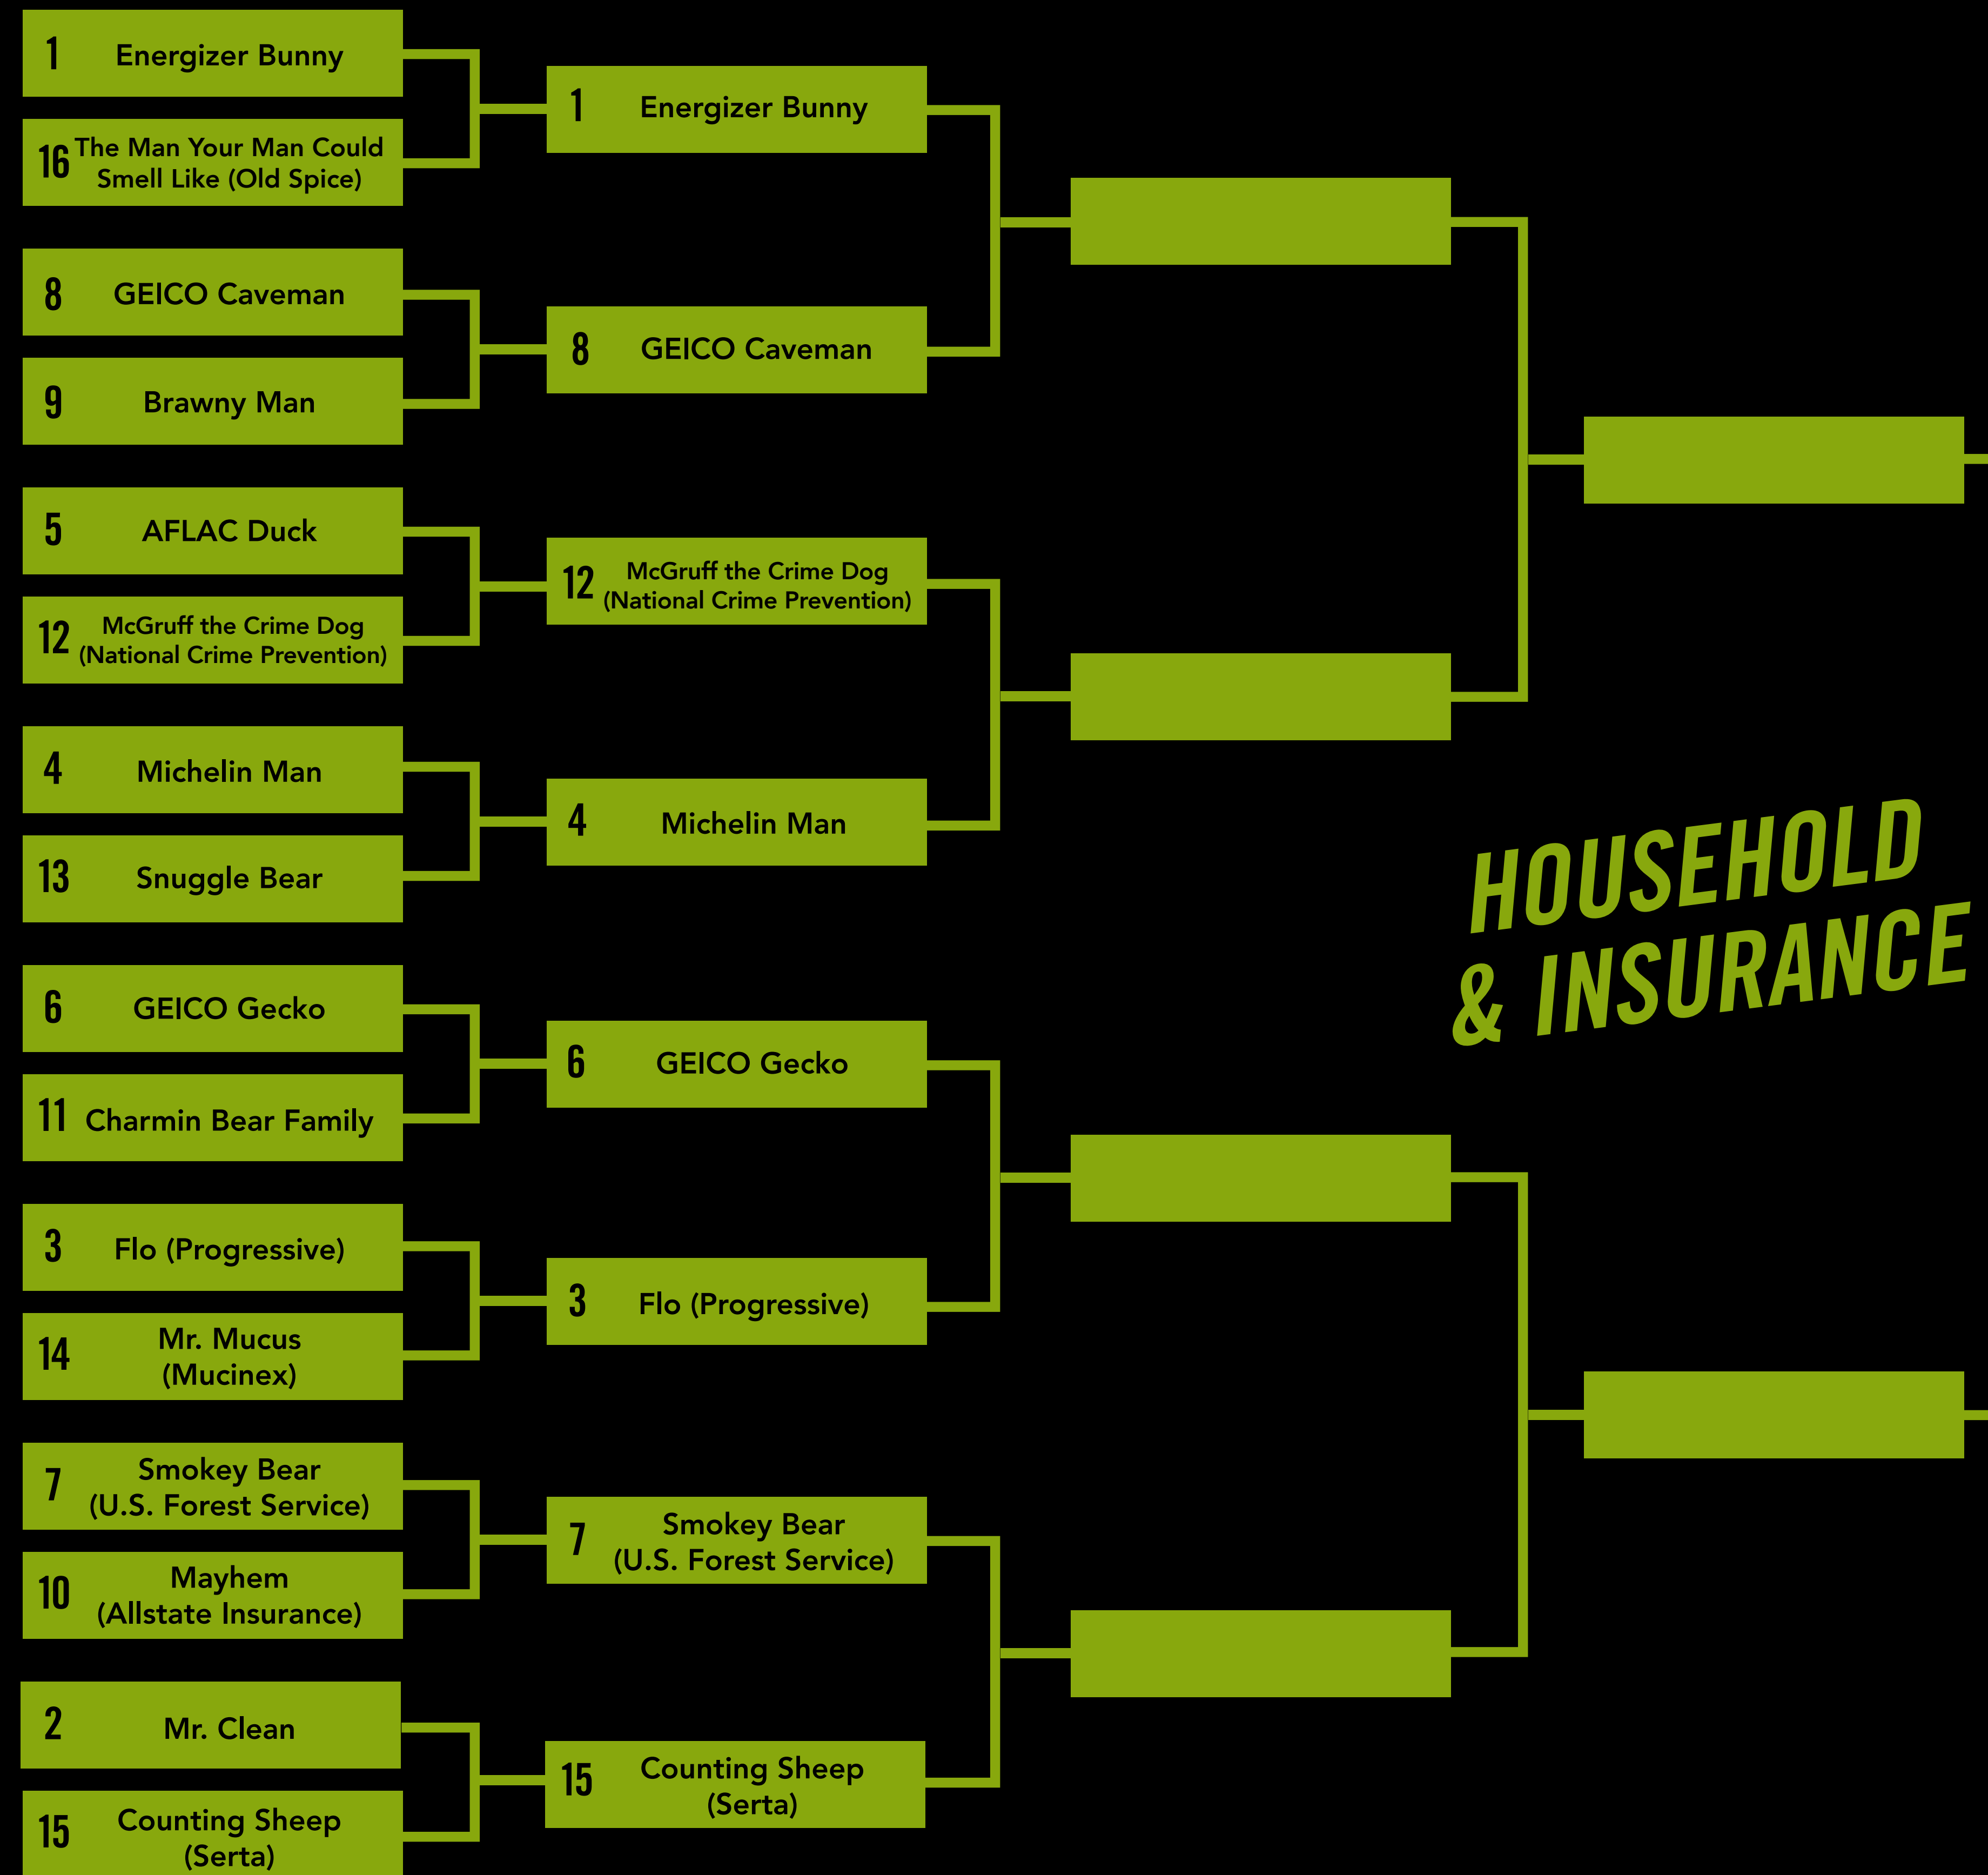 1 Energizer Bunny
16 The Man Your Man Could
Smell Like (Old Spice)
8 GEICO Caveman
9 Brawny Man
5 AFLAC Duck
12 McGruff the Crime Dog
(National Crime Prevention)
4 Michelin Man
13 Snuggle Bear
6 GEICO Gecko
11 Charmin Bear Family
3 Flo (Progressive)
14 Mr. Mucus
(Mucinex)
7 Smokey Bear
(U.S. Forest Service)
10 Mayhem
(Allstate Insurance)
2 Mr. Clean
15 Counting Sheep
(Serta)
1 Energizer Bunny
8 GEICO Caveman
12 McGruff the Crime Dog
(National Crime Prevention)
4 Michelin Man
6 GEICO Gecko
3 Flo (Progressive)
7 Smokey Bear
(U.S. Forest Service)
15 Counting Sheep
(Serta)
HOUSEHOLD
& INSURANCE